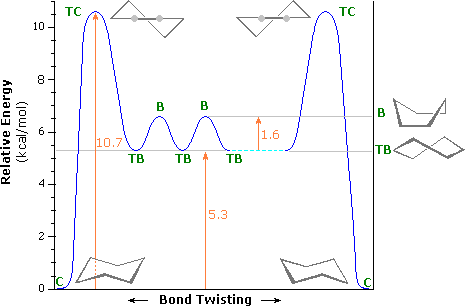 TC
TC
10
8
B
B
B
6
1.6
10.7
TB
TB
TB
TB
4
5.3
2
C
C
0
Relative Energy
(kcal/mol)
Bond Twisting